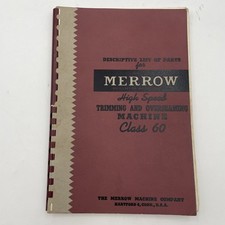 DESCRIPTIVE LIST OF PARTS
for
MERROW
High Speed
TRIMMING AND OVERSEAMING
MACHINE
Class 60
THE MERROW MACHINE COMPANY
HARTFORD 6, CONN., U.S.A.